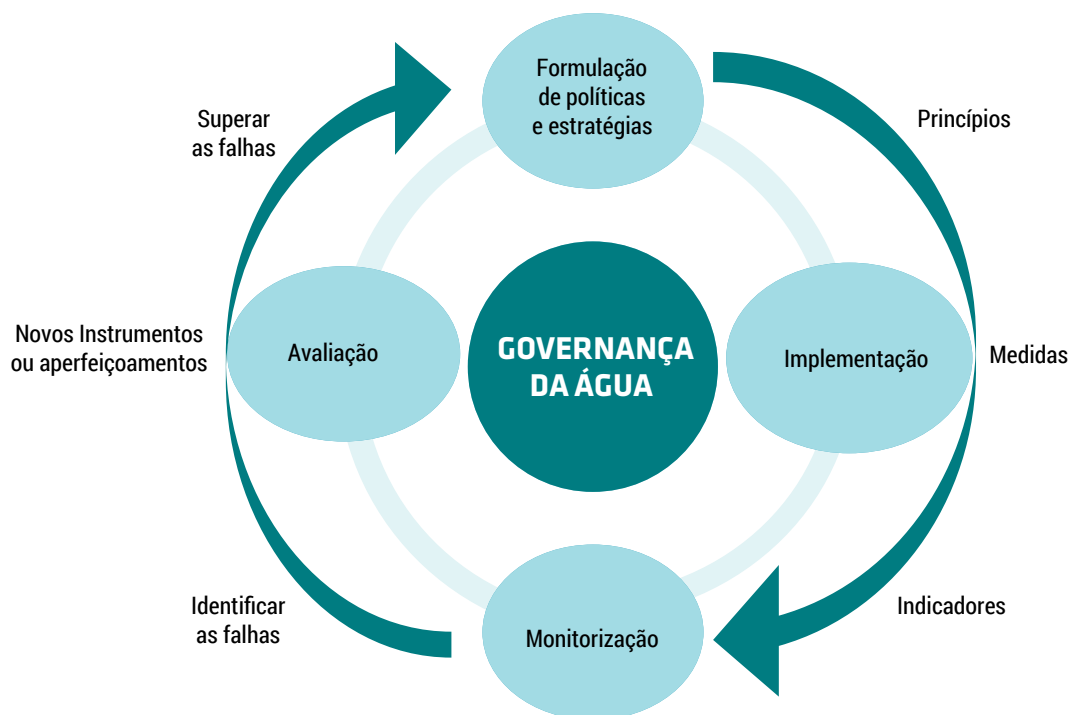 Formulação
de políticas
e estratégias
Superar
as falhas
Princípios
Novos Instrumentos
ou aperfeiçoamentos
Avaliação
GOVERNANÇA
DA ÁGUA
Implementação
Medidas
Identificar
as falhas
Monitorização
Indicadores